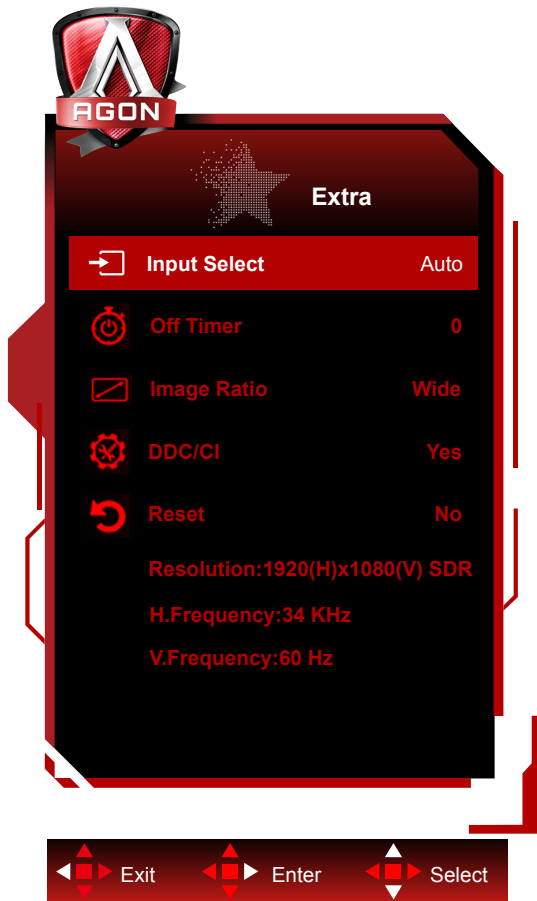 AGON
Extra
Input Select Auto
Off Timer 0
Image Ratio Wide
DDC/CI Yes
Reset No
Resolution:1920(H)x1080(V) SDR
H.Frequency:34 KHz
V.Frequency:60 Hz
Exit Enter Select